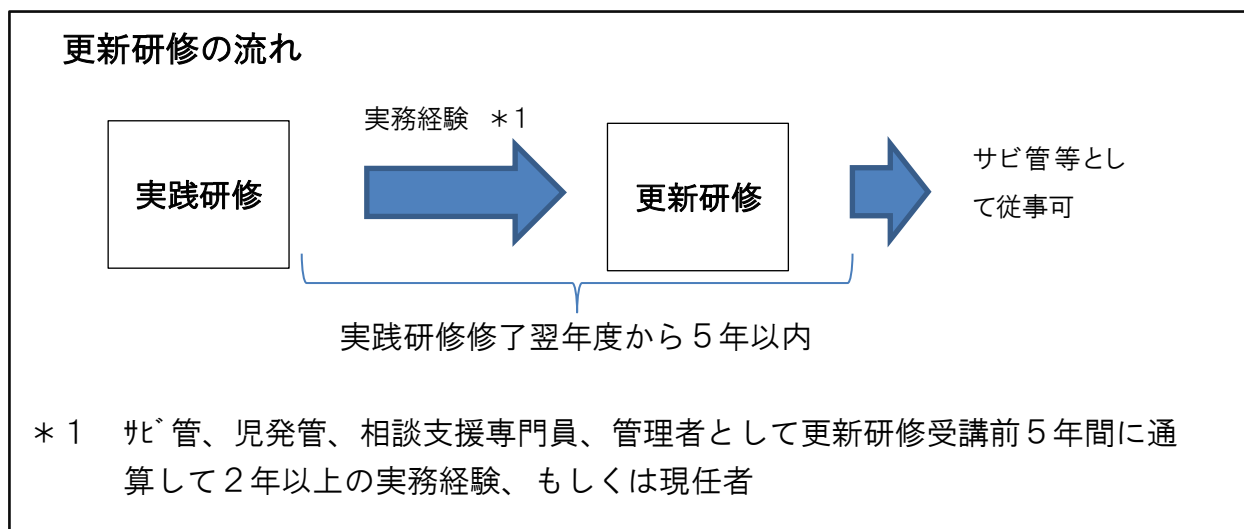 更新研修の流れ
実務経験　＊１
実践研修
更新研修
サビ管等とし
て従事可
実践研修修了翌年度から５年以内
＊１　ｻﾋﾞ管、児発管、相談支援専門員、管理者として更新研修受講前５年間に通
算して２年以上の実務経験、もしくは現任者